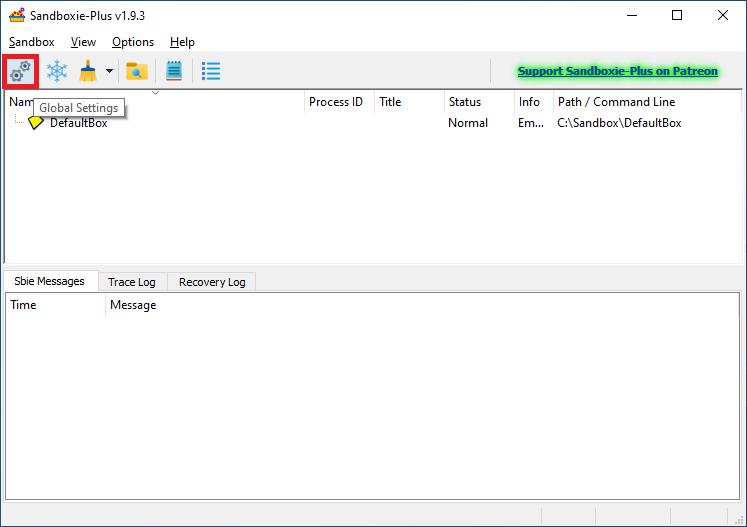 Sandboxie-Plus v1.9.3
Sandbox View Options Help
Support Sandboxie-Plus on Patreon
Process ID Title Status Info Path / Command Line
Global Settings
DefaultBox Normal Em... C:\Sandbox\DefaultBox
Sbie Messages Trace Log Recovery Log
Time Message